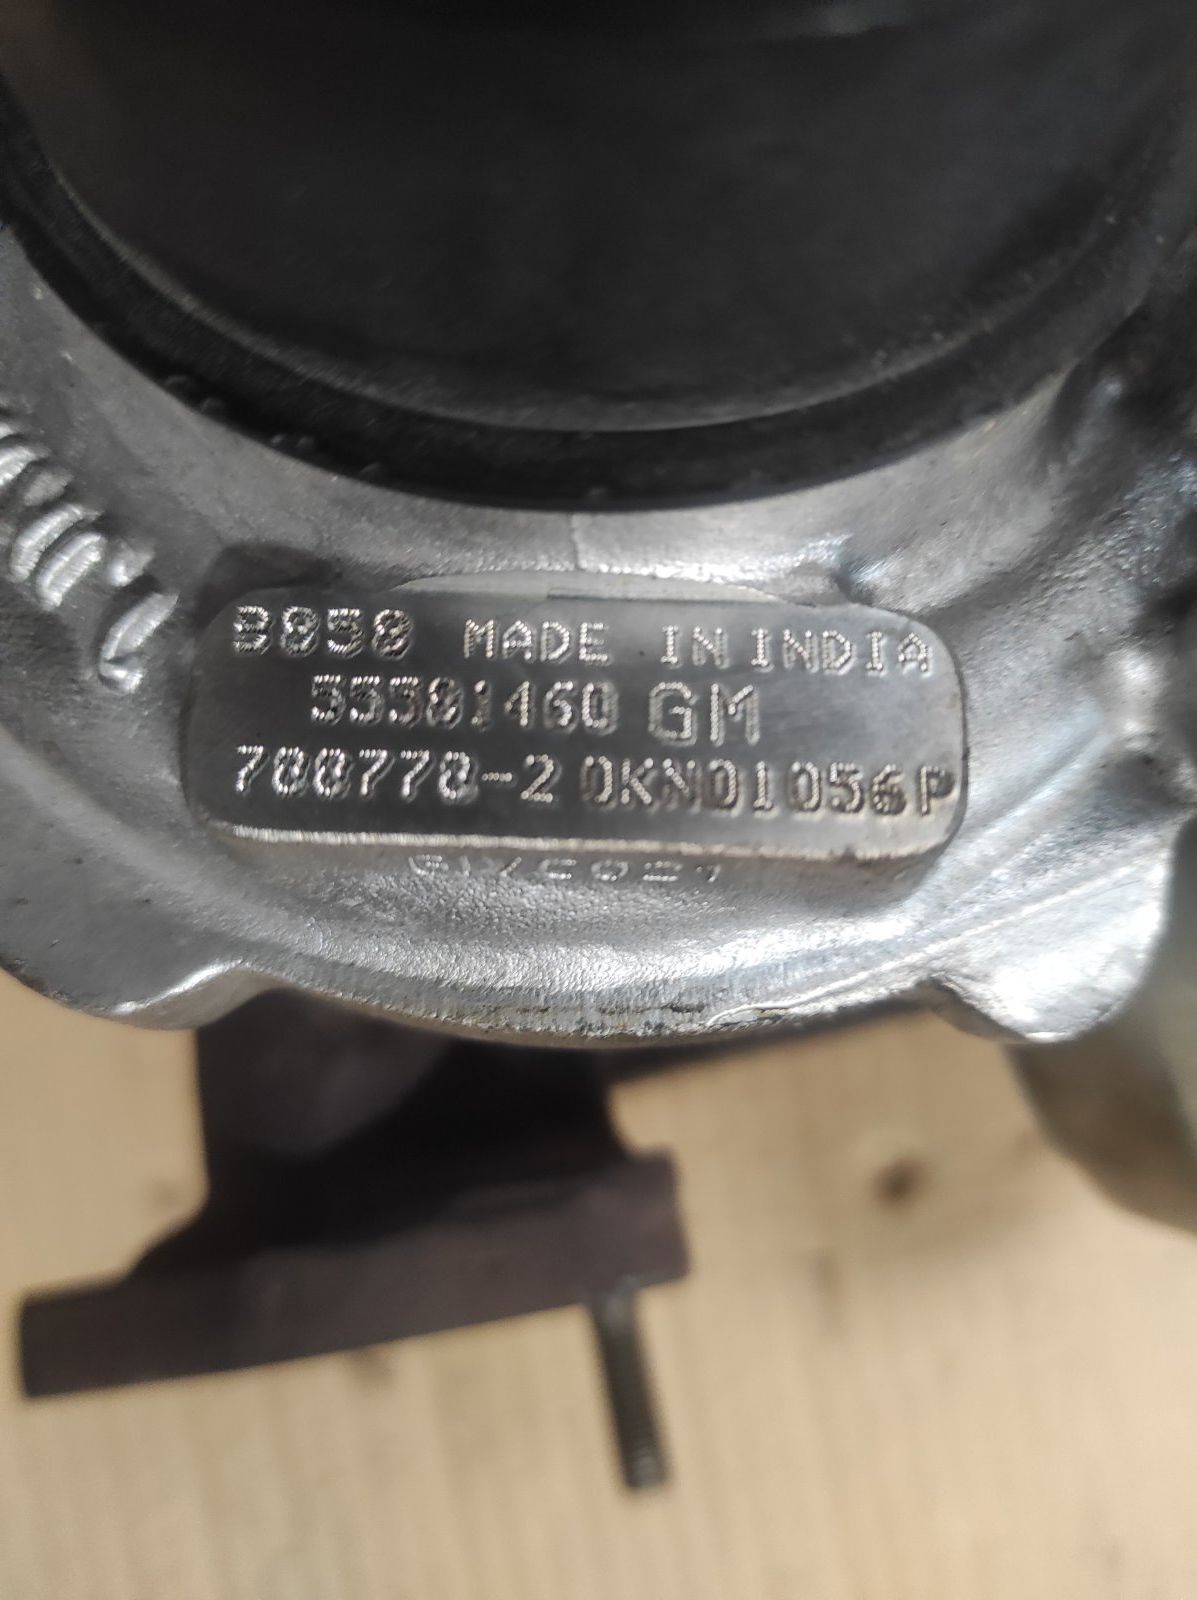 8858 MADE IN INDIA
55581460 GM
788778-2 0KN01056P